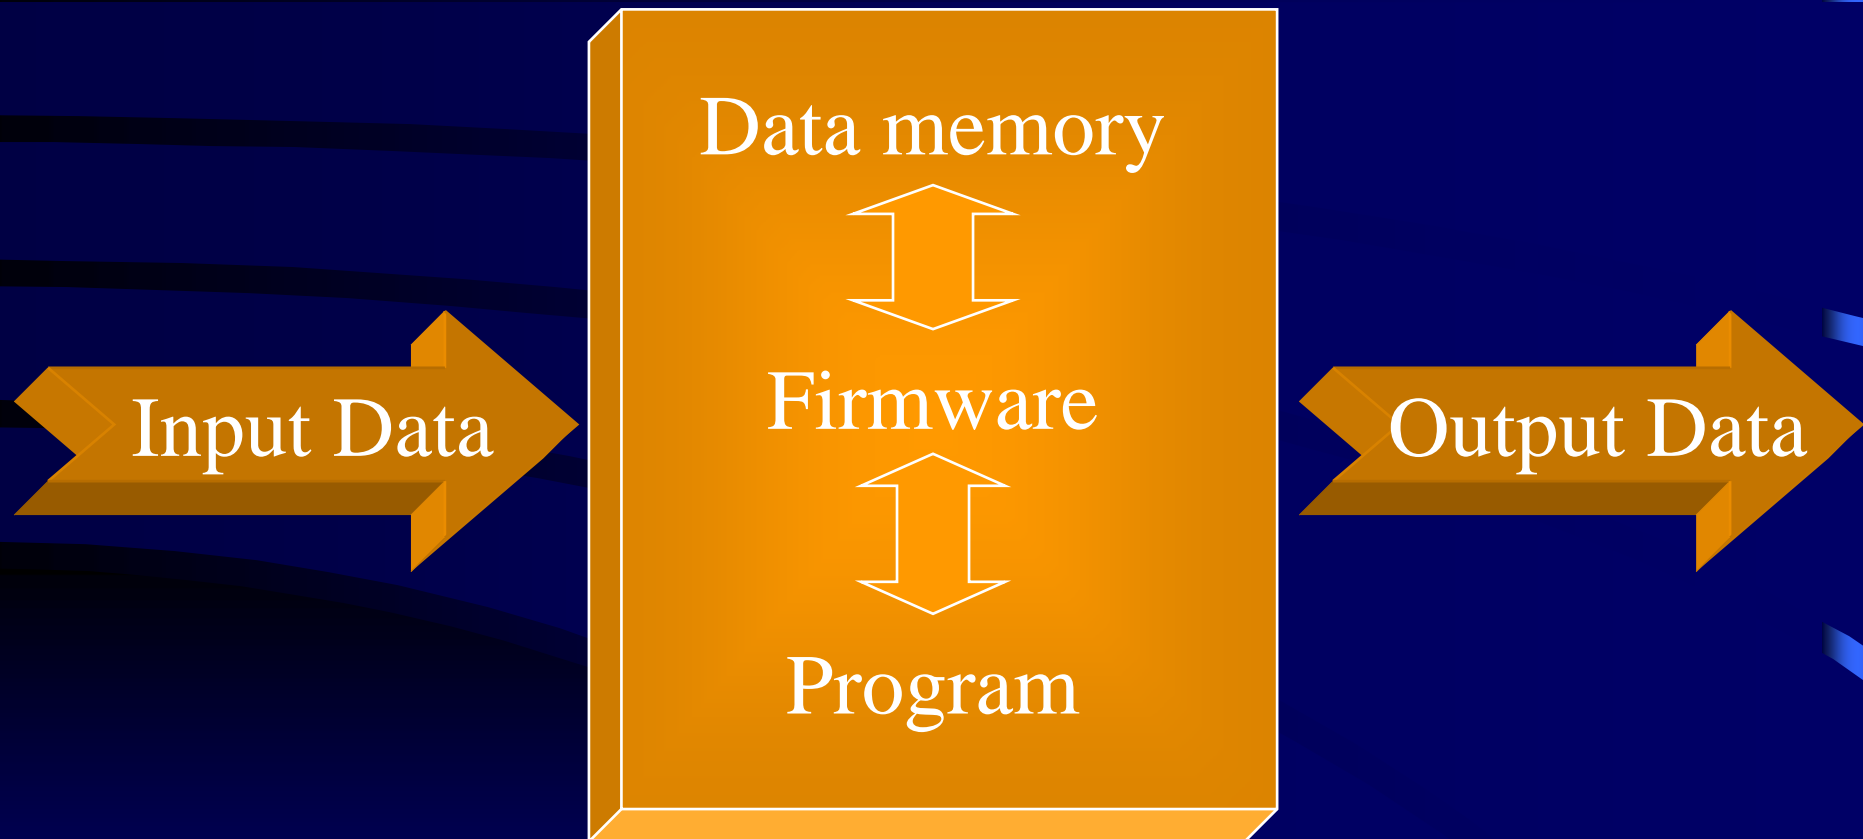 Data memory
Input Data
Firmware
Output Data
Program